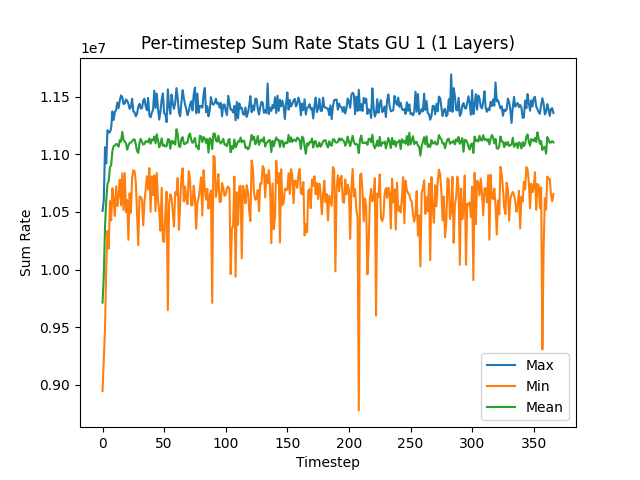 Per-timestep Sum Rate Stats GU 1 (1 Layers)
1e7
1.15
1.10
1.05
1.00
0.95
0.90
Sum Rate
0 50 100 150 200 250 300 350
Timestep
Max
Min
Mean